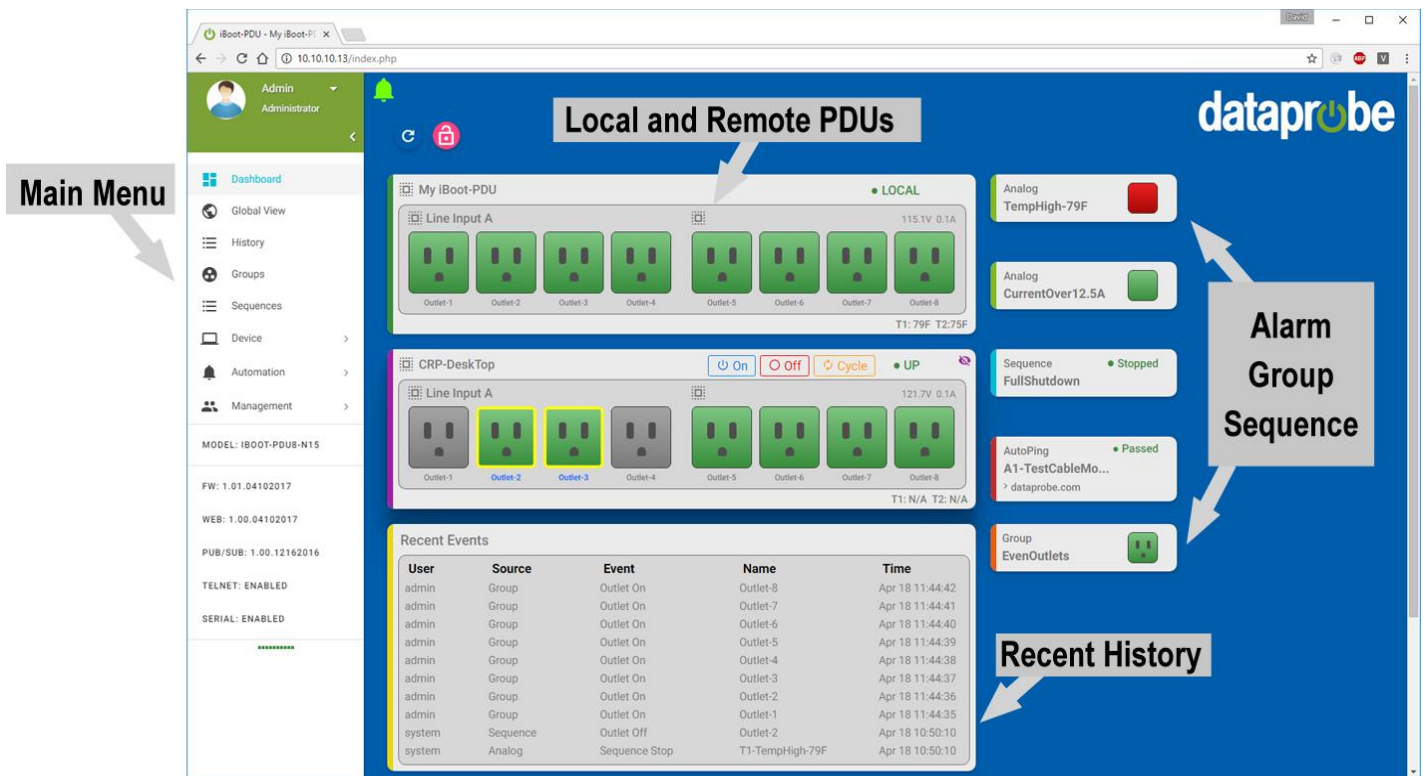 David
iBoot-PDU - My iBoot-PD
10.10.10.13/index.php
ABP
V
Admin
Administrator
Local and Remote PDUs
dataprobe
Main Menu
Dashboard
Global View
History
Groups
Sequences
Device
Automation
Management
MODEL: IBOOT-PDU8-N15
FW: 1.01.04102017
WEB: 1.00.04102017
PUB/SUB: 1.00.12162016
TELNET: ENABLED
SERIAL: ENABLED
My iBoot-PDU LOCAL
Line Input A 115.1V 0.1A
Outlet-1 Outlet-2 Outlet-3 Outlet-4 Outlet-5 Outlet-6 Outlet-7 Outlet-8
T1: 79F T2:75F
CRP-DeskTop On Off Cycle UP
Line Input A 121.7V 0.1A
Outlet-1 Outlet-2 Outlet-3 Outlet-4 Outlet-5 Outlet-6 Outlet-7 Outlet-8
T1: N/A T2: N/A
Recent Events
User Source Event Name Time
admin Group Outlet On Outlet-8 Apr 18 11:44:42
admin Group Outlet On Outlet-7 Apr 18 11:44:41
admin Group Outlet On Outlet-6 Apr 18 11:44:40
admin Group Outlet On Outlet-5 Apr 18 11:44:39
admin Group Outlet On Outlet-4 Apr 18 11:44:38
admin Group Outlet On Outlet-3 Apr 18 11:44:37
admin Group Outlet On Outlet-2 Apr 18 11:44:36
admin Group Outlet On Outlet-1 Apr 18 11:44:35
system Sequence Outlet Off Outlet-2 Apr 18 10:50:10
system Analog Sequence Stop T1-TempHigh-79F Apr 18 10:50:10
Analog
TempHigh-79F
Analog
CurrentOver12.5A
Sequence Stopped
FullShutdown
AutoPing Passed
A1-TestCableMo...
> dataprobe.com
Group
EvenOutlets
Alarm
Group
Sequence
Recent History